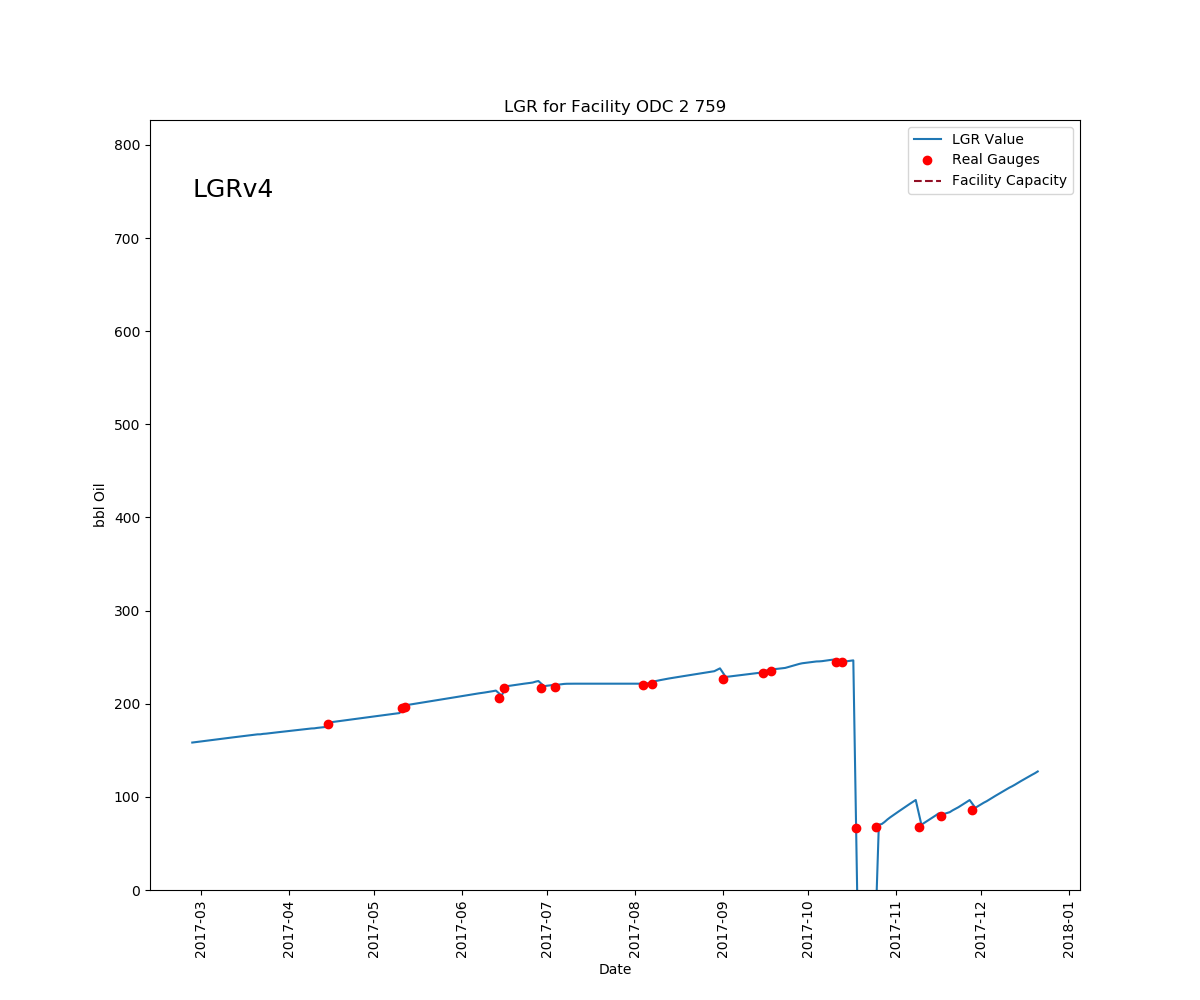 LGR for Facility ODC 2 759
LGR Value
Real Gauges
Facility Capacity
LGRv4
800
700
600
500
400
300
200
100
0
bbl Oil
2017-03
2017-04
2017-05
2017-06
2017-07
2017-08
2017-09
2017-10
2017-11
2017-12
2018-01
Date